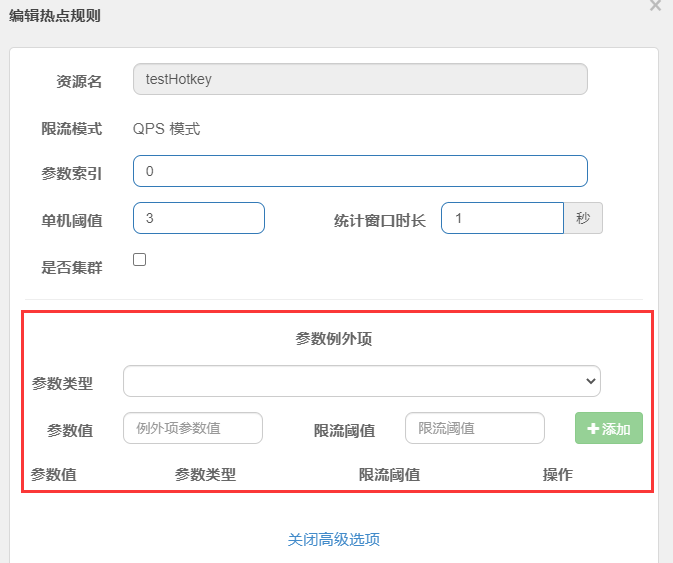 编辑热点规则
×
资源名 testHotkey
限流模式 QPS 模式
参数索引 0
单机阈值 3 统计窗口时长 1 秒
是否集群
参数例外项
参数类型
参数值 例外项参数值 限流阈值 限流阈值 +添加
参数值 参数类型 限流阈值 操作
关闭高级选项